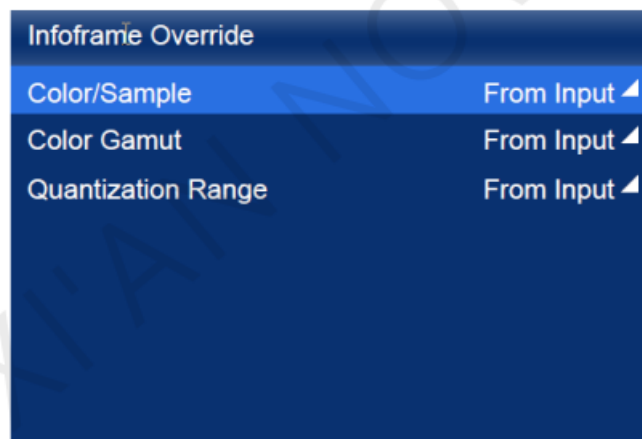 Infoframe Override
Color/Sample From Input
Color Gamut From Input
Quantization Range From Input